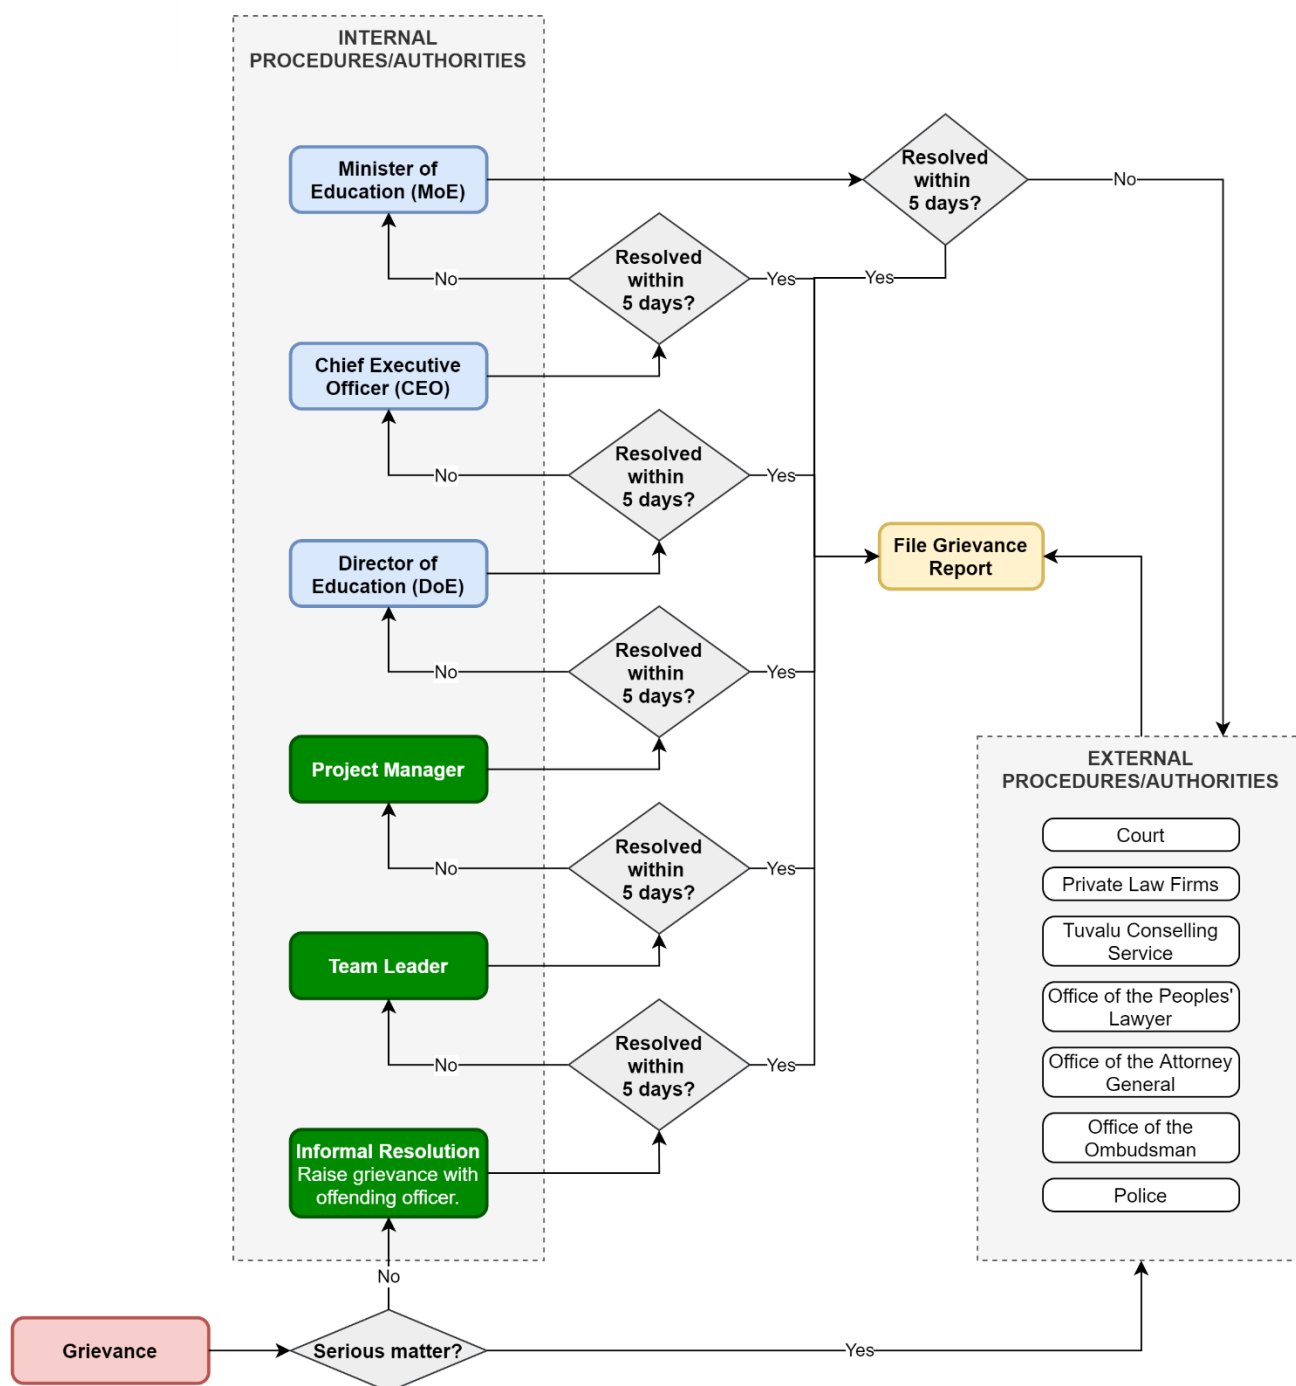 INTERNAL
PROCEDURES/AUTHORITIES
Minister of
Education (MoE)
Resolved
within
5 days?
No
Yes
No
Resolved
within
5 days?
Yes
Chief Executive
Officer (CEO)
No
Resolved
within
5 days?
Yes
Director of
Education (DoE)
File Grievance
Report
No
Resolved
within
5 days?
Yes
Project Manager
No
Resolved
within
5 days?
Yes
Team Leader
No
Resolved
within
5 days?
Yes
Informal Resolution
Raise grievance with
offending officer.
No
Grievance
Serious matter?
Yes
EXTERNAL
PROCEDURES/AUTHORITIES
Court
Private Law Firms
Tuvalu Conselling
Service
Office of the Peoples'
Lawyer
Office of the Attorney
General
Office of the
Ombudsman
Police